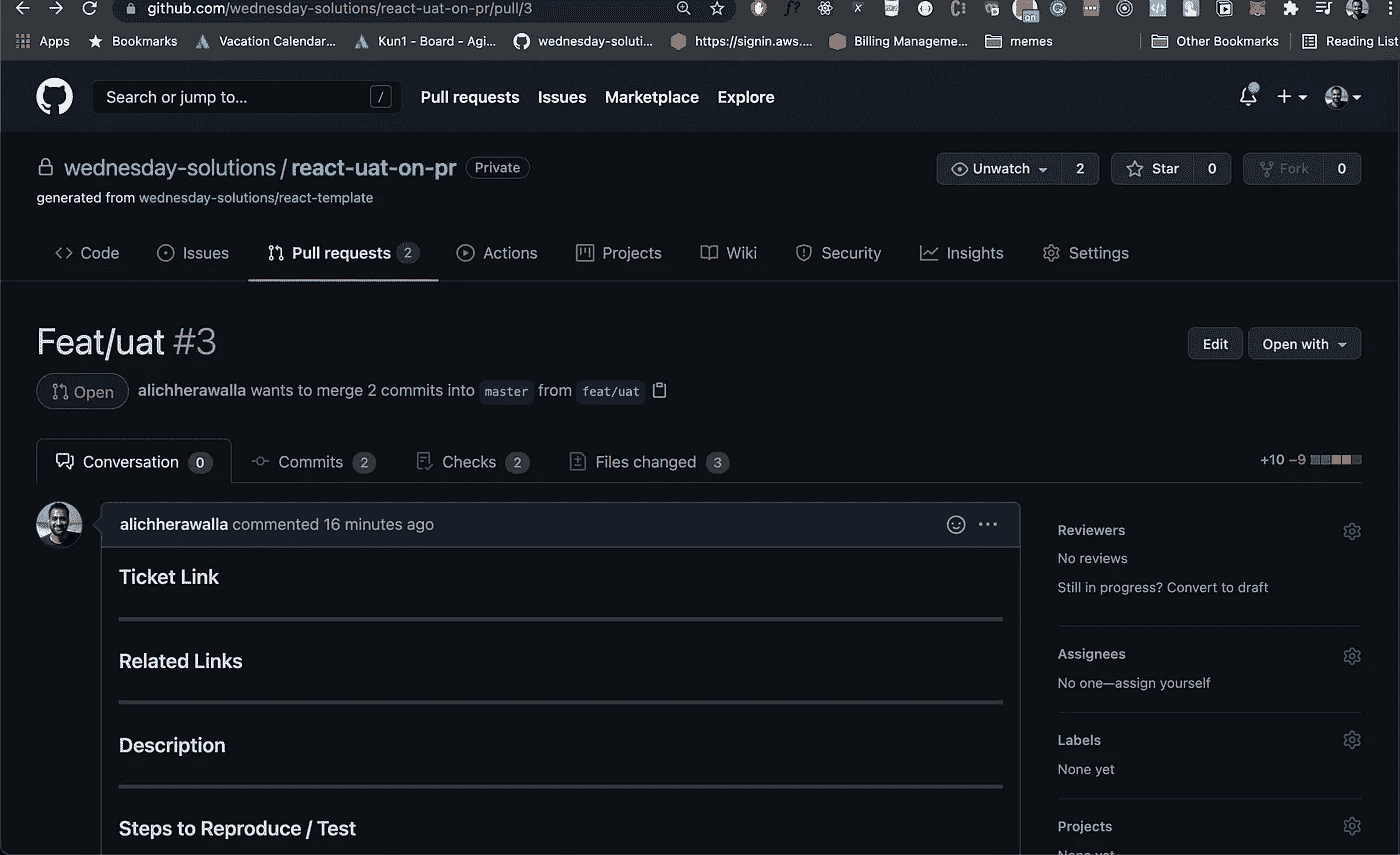 github.com/wednesday-solutions/react-uat-on-pr/pull/3
on
Apps Bookmarks Vacation Calendar... Kun1 - Board - Agi... wednesday-soluti... https://signin.aws.... Billing Manageme... memes Other Bookmarks Reading List
Search or jump to... / Pull requests Issues Marketplace Explore
wednesday-solutions / react-uat-on-pr Private Unwatch 2 Star 0 Fork 0
generated from wednesday-solutions/react-template
Code Issues Pull requests 2 Actions Projects Wiki Security Insights Settings
Feat/uat #3 Edit Open with
Open alichherawalla wants to merge 2 commits into master from feat/uat
Conversation 0 Commits 2 Checks 2 Files changed 3 +10 −9
alichherawalla commented 16 minutes ago
Ticket Link
Related Links
Description
Steps to Reproduce / Test
Reviewers
No reviews
Still in progress? Convert to draft
Assignees
No one—assign yourself
Labels
None yet
Projects
None yet